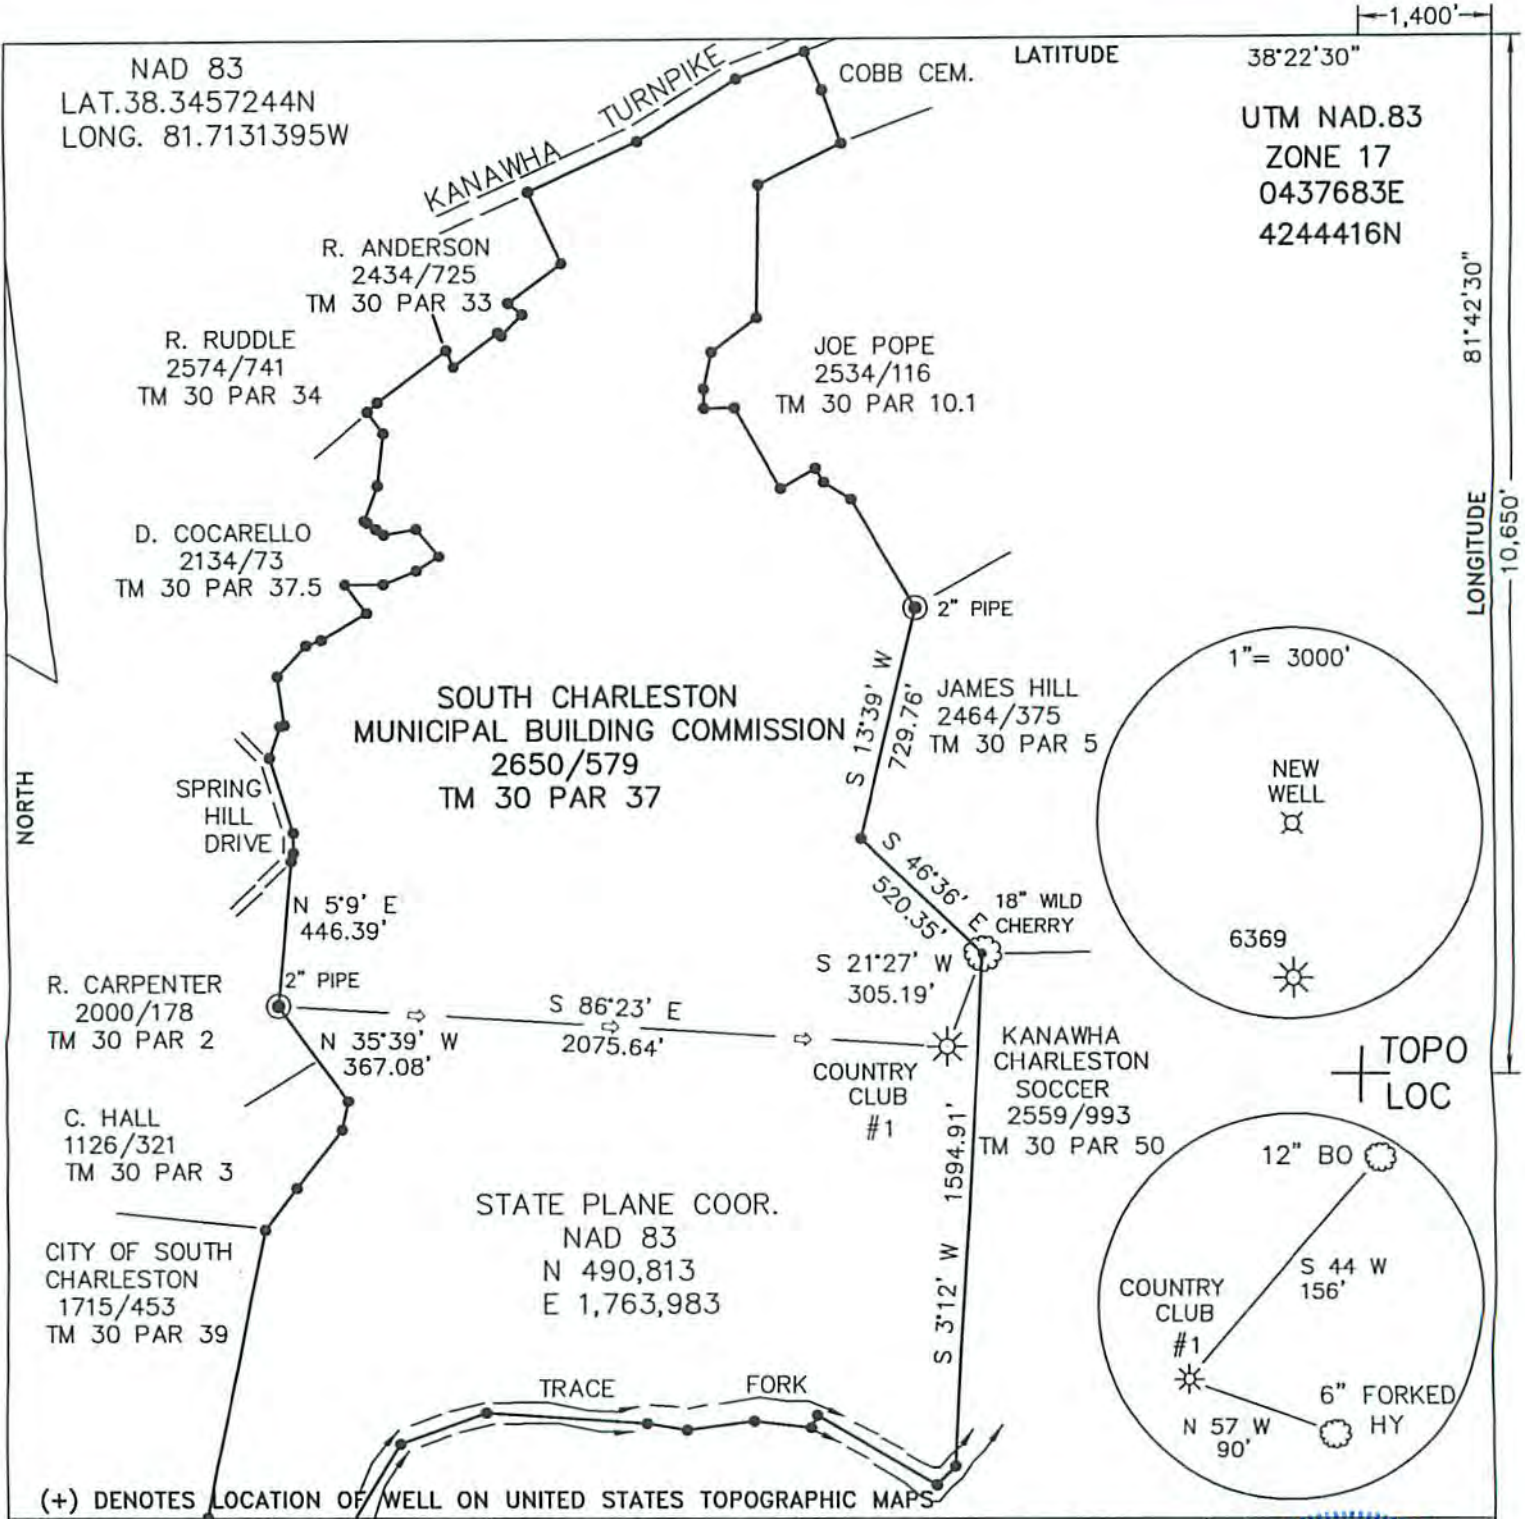 1,400'
NAD 83
LAT.38.3457244N
LONG. 81.7131395W
KANAWHA TURNPIKE
COBB CEM.
LATITUDE 38°22'30"
UTM NAD.83
ZONE 17
0437683E
4244416N
81°42'30"
LONGITUDE
10,650'
R. ANDERSON
2434/725
TM 30 PAR 33
R. RUDDLE
2574/741
TM 30 PAR 34
JOE POPE
2534/116
TM 30 PAR 10.1
D. COCARELLO
2134/73
TM 30 PAR 37.5
2" PIPE
S 13°39' W
729.76'
JAMES HILL
2464/375
TM 30 PAR 5
SOUTH CHARLESTON
MUNICIPAL BUILDING COMMISSION
2650/579
TM 30 PAR 37
NORTH
SPRING
HILL
DRIVE
1"= 3000'
NEW
WELL
6369
S 46°36' E
520.35'
18" WILD
CHERRY
N 5°9' E
446.39'
S 21°27' W
305.19'
R. CARPENTER
2000/178
TM 30 PAR 2
2" PIPE
S 86°23' E
2075.64'
N 35°39' W
367.08'
COUNTRY
CLUB
#1
KANAWHA
CHARLESTON
SOCCER
2559/993
TM 30 PAR 50
TOPO
LOC
C. HALL
1126/321
TM 30 PAR 3
S 3°12' W 1594.91'
STATE PLANE COOR.
NAD 83
N 490,813
E 1,763,983
CITY OF SOUTH
CHARLESTON
1715/453
TM 30 PAR 39
12" BO
S 44 W
156'
COUNTRY
CLUB
#1
6" FORKED
HY
N 57 W
90'
TRACE FORK
(+) DENOTES LOCATION OF WELL ON UNITED STATES TOPOGRAPHIC MAPS